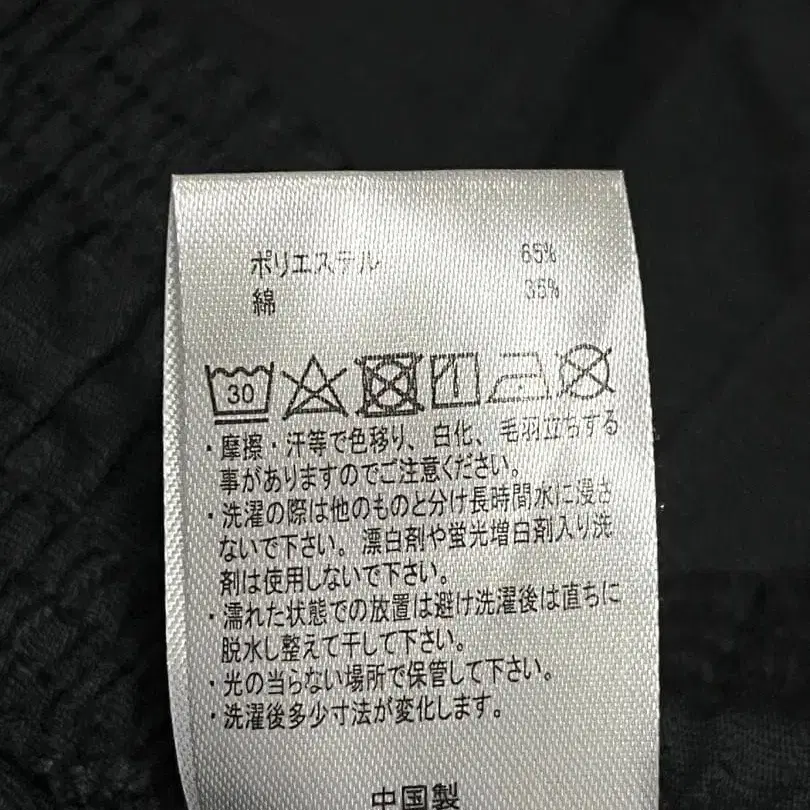 ポリエステル 65%
綿 35%
30
・摩擦・汗等で色移り、白化、毛羽立ちする
事がありますのでご注意ください。
・洗濯の際は他のものと分け長時間水に浸さ
ないで下さい。漂白剤や蛍光増白剤入り洗
剤は使用しないで下さい。
・濡れた状態での放置は避け洗濯後は直ちに
脱水し整えて干して下さい。
・光の当らない場所で保管して下さい。
・洗濯後多少寸法が変化します。
中国製